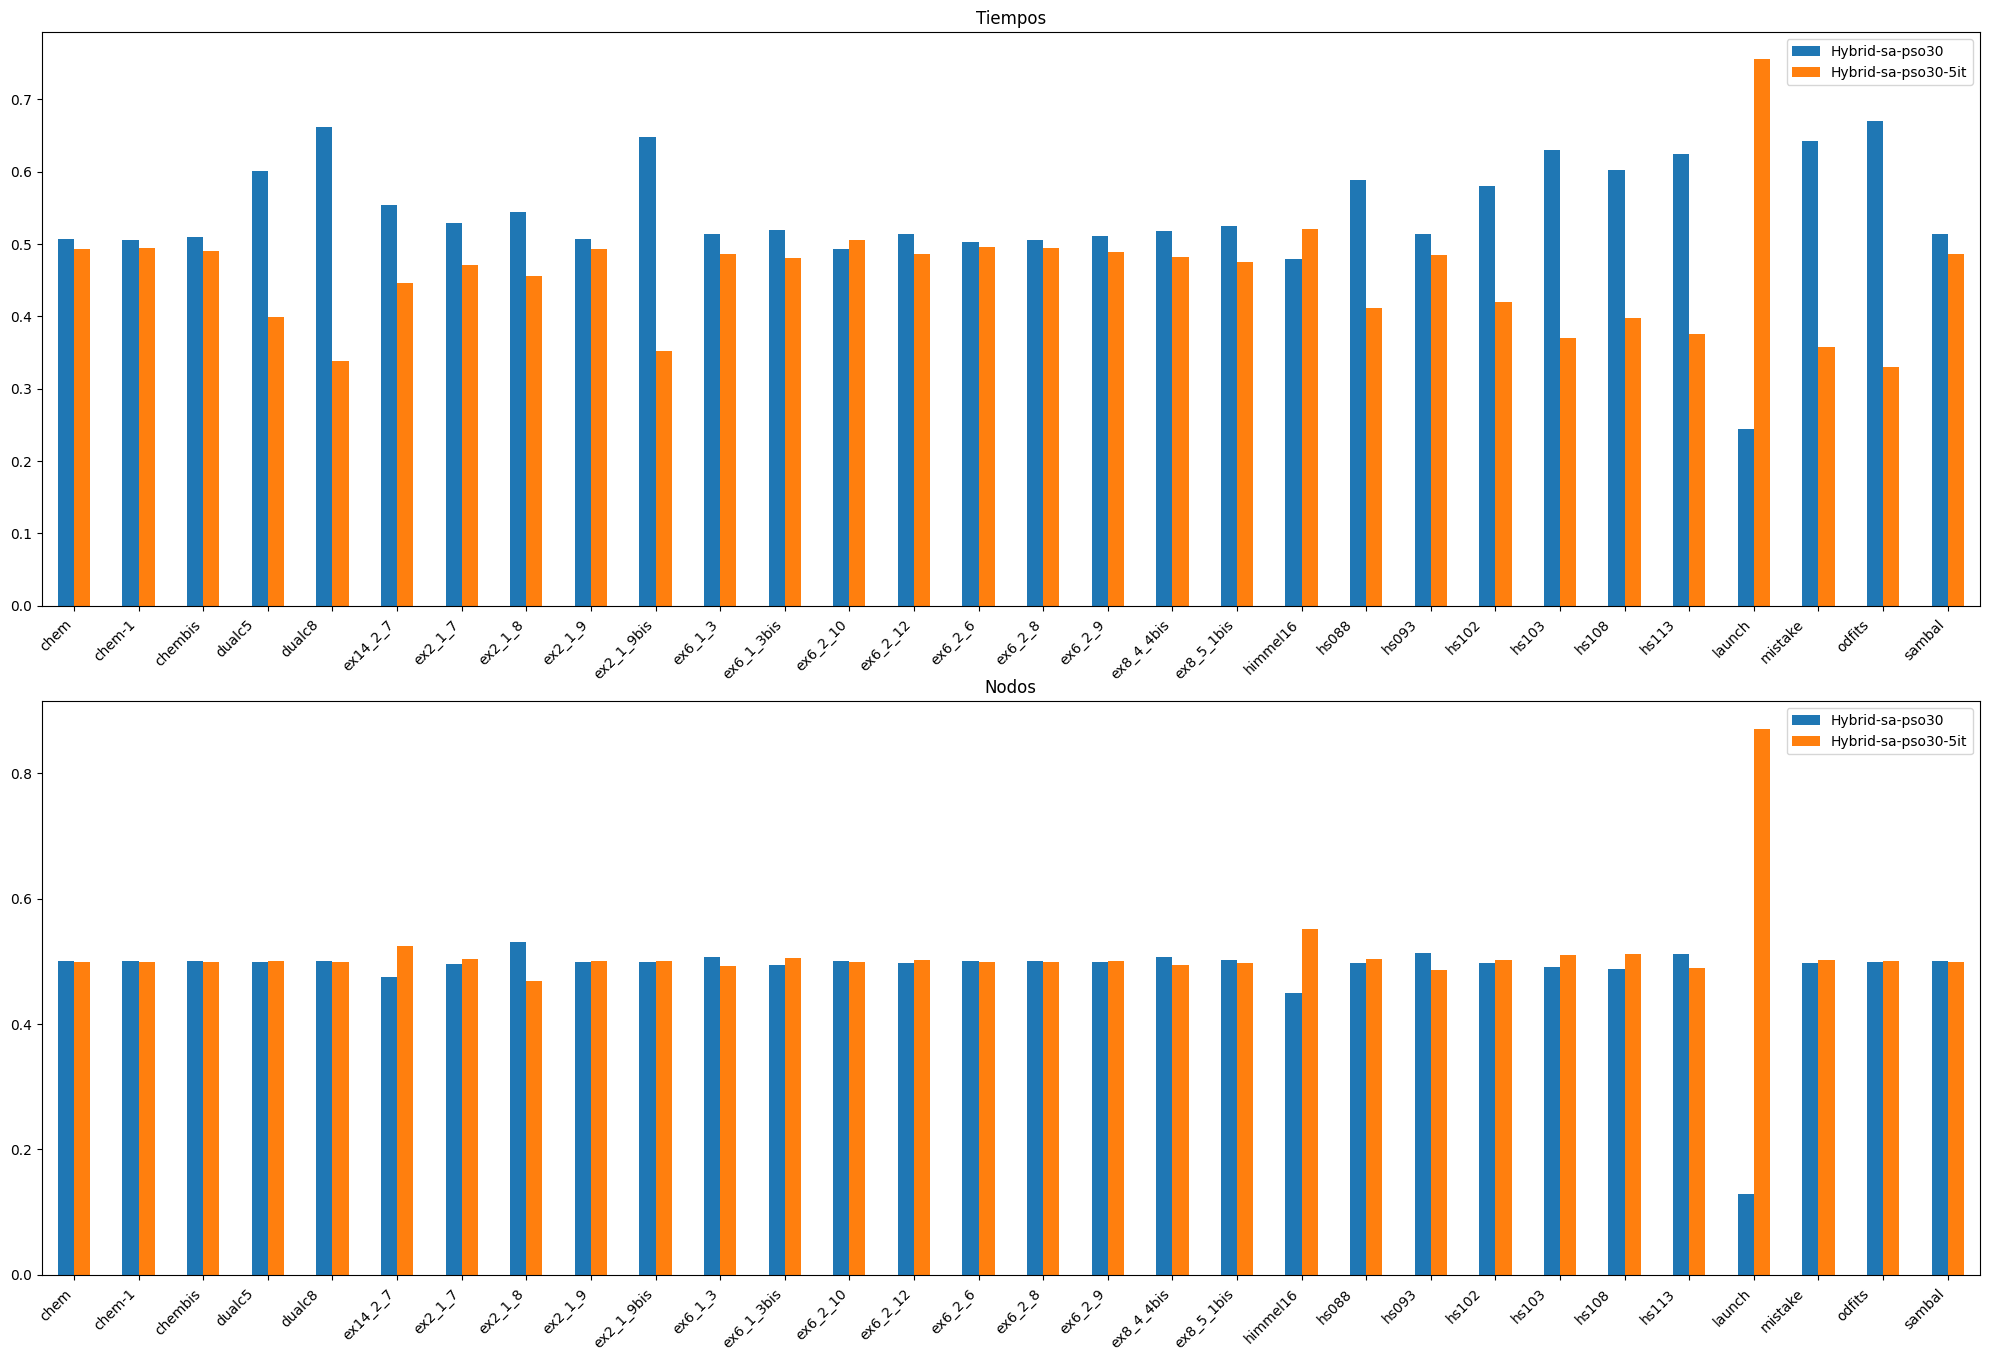 Tiempos
Hybrid-sa-pso30
Hybrid-sa-pso30-5it
0.7
0.6
0.5
0.4
0.3
0.2
0.1
0.0
chem
chem-1
chembis
dualc5
dualc8
ex14_2_7
ex2_1_7
ex2_1_8
ex2_1_9
ex2_1_9bis
ex6_1_3
ex6_1_3bis
ex6_2_10
ex6_2_12
ex6_2_6
ex6_2_8
ex6_2_9
ex8_4_4bis
ex8_5_1bis
himmel16
hs088
hs093
hs102
hs103
hs108
hs113
launch
mistake
odfits
sambal
Nodos
Hybrid-sa-pso30
Hybrid-sa-pso30-5it
0.8
0.6
0.4
0.2
0.0
chem
chem-1
chembis
dualc5
dualc8
ex14_2_7
ex2_1_7
ex2_1_8
ex2_1_9
ex2_1_9bis
ex6_1_3
ex6_1_3bis
ex6_2_10
ex6_2_12
ex6_2_6
ex6_2_8
ex6_2_9
ex8_4_4bis
ex8_5_1bis
himmel16
hs088
hs093
hs102
hs103
hs108
hs113
launch
mistake
odfits
sambal